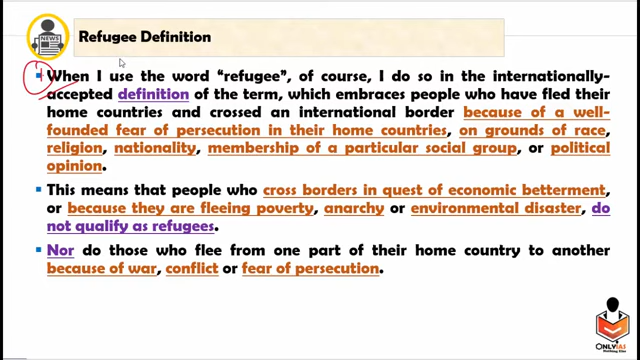 NEWS
Refugee Definition
When I use the word "refugee", of course, I do so in the internationally-
accepted definition of the term, which embraces people who have fled their
home countries and crossed an international border because of a well-
founded fear of persecution in their home countries, on grounds of race,
religion, nationality, membership of a particular social group, or political
opinion.
This means that people who cross borders in quest of economic betterment,
or because they are fleeing poverty, anarchy or environmental disaster, do
not qualify as refugees.
Nor do those who flee from one part of their home country to another
because of war, conflict or fear of persecution.
ONLYIAS
Nothing Else